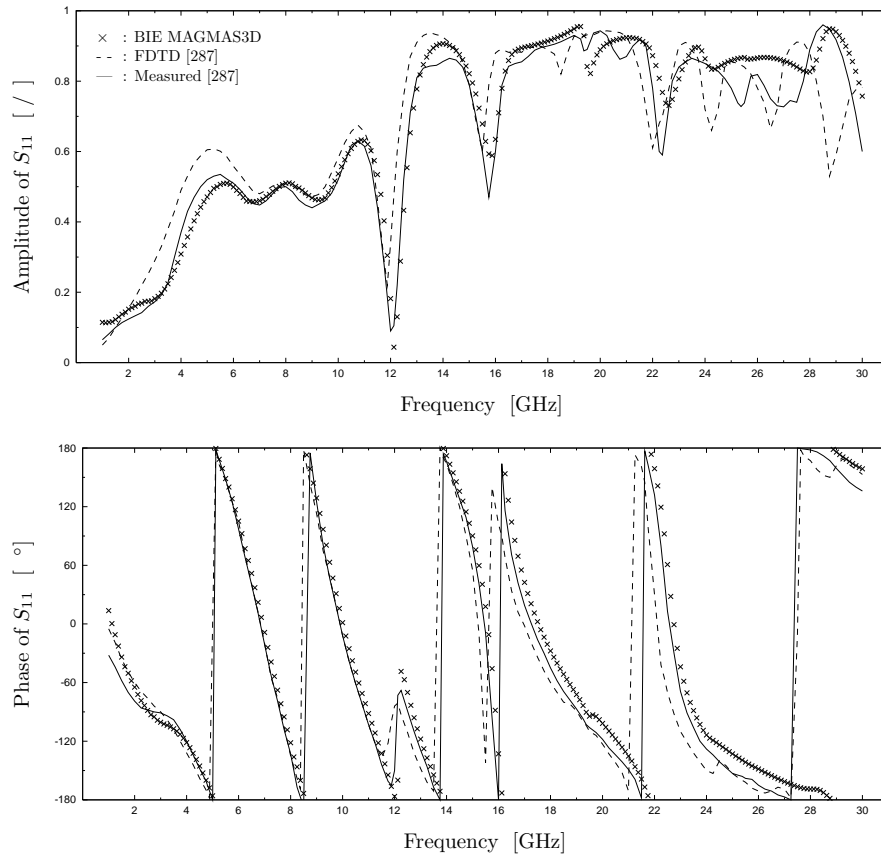 1
0.8
0.6
0.4
0.2
0
Amplitude of S11 [ / ]
× : BIE MAGMAS3D
- - : FDTD [287]
— : Measured [287]
2 4 6 8 10 12 14 16 18 20 22 24 26 28 30
Frequency [GHz]
180
120
60
0
-60
-120
-180
Phase of S11 [ °]
2 4 6 8 10 12 14 16 18 20 22 24 26 28 30
Frequency [GHz]